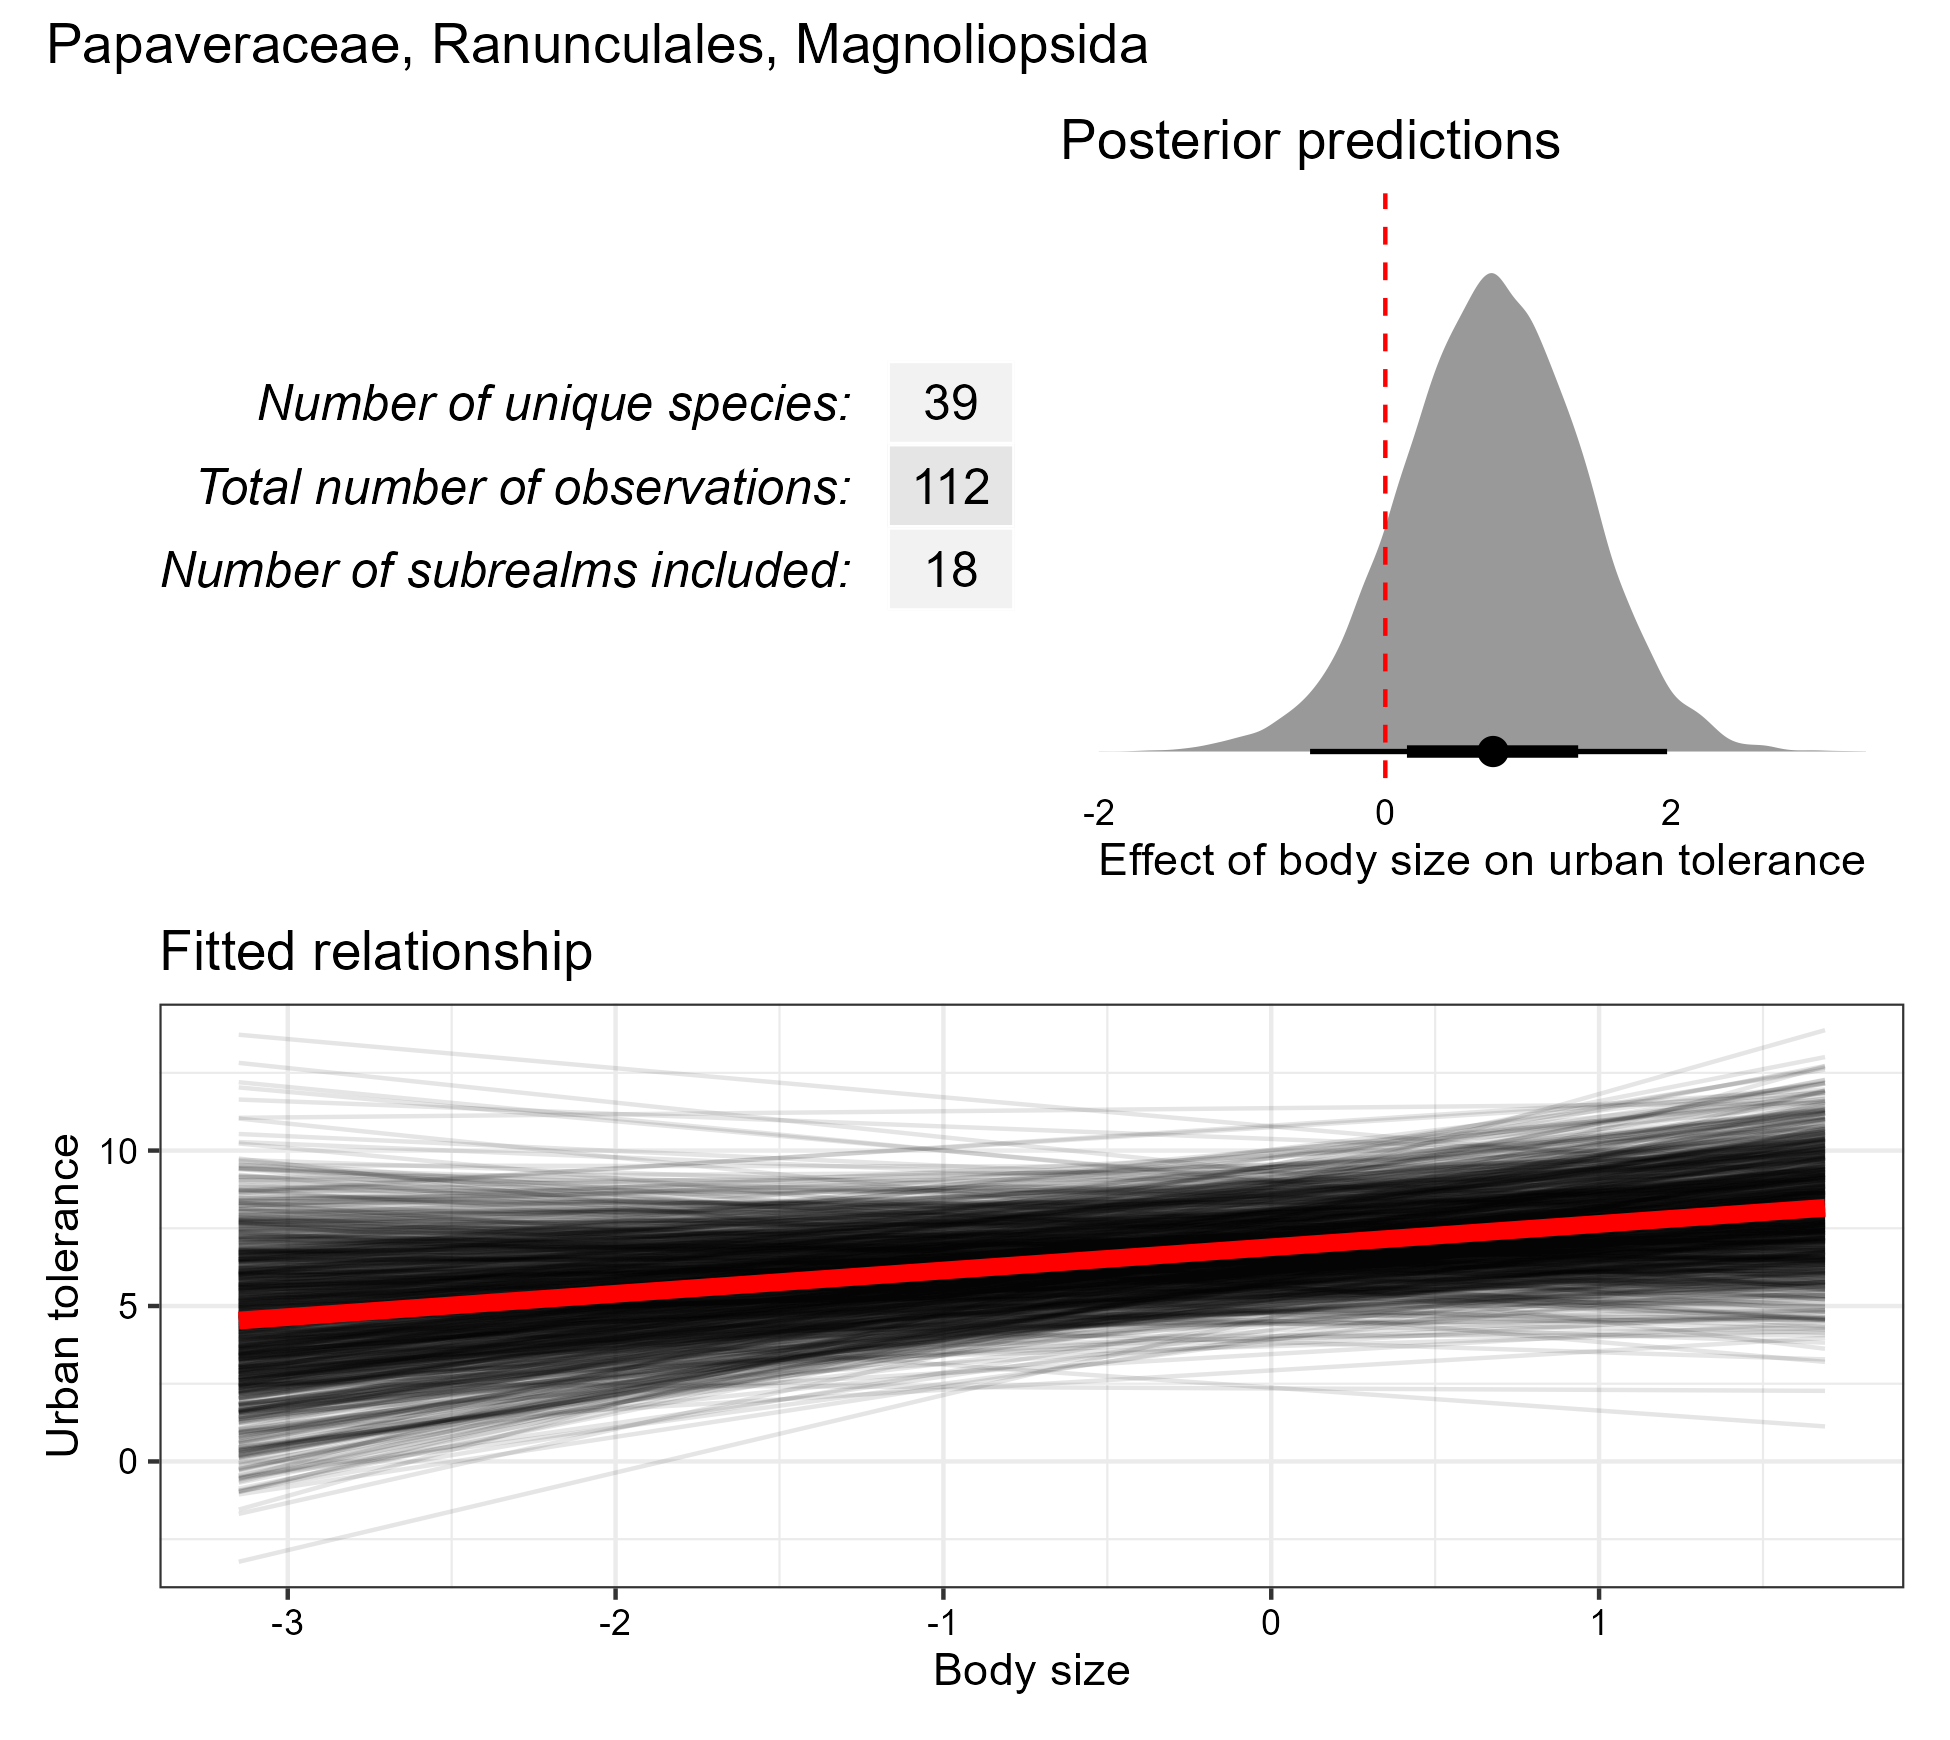 Papaveraceae, Ranunculales, Magnoliopsida
Posterior predictions
Number of unique species: 39
Total number of observations: 112
Number of subrealms included: 18
-2 0 2
Effect of body size on urban tolerance
Fitted relationship
Urban tolerance
10
5
0
-3 -2 -1 0 1
Body size